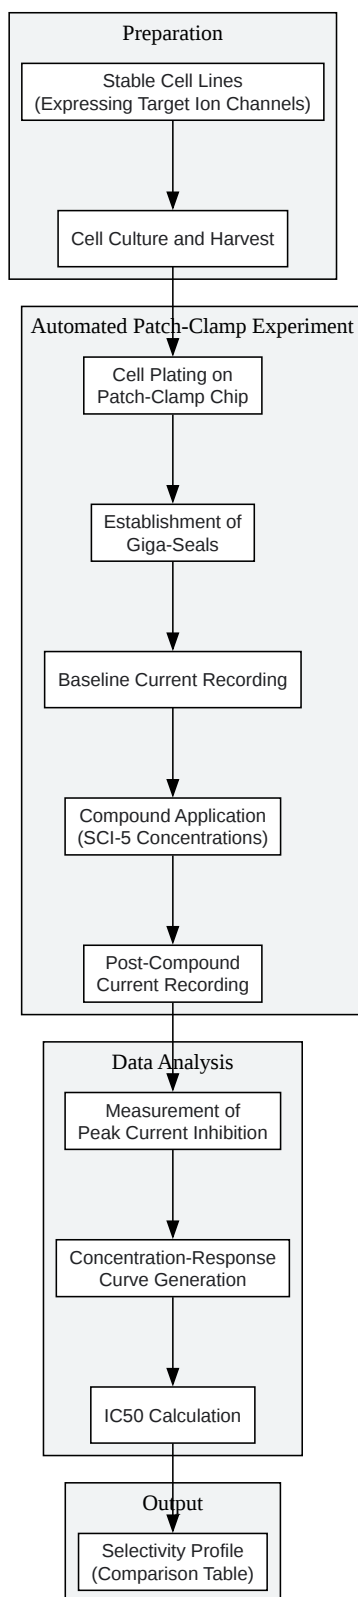 Preparation
Stable Cell Lines
(Expressing Target Ion Channels)
Cell Culture and Harvest
Automated Patch-Clamp Experiment
Cell Plating on
Patch-Clamp Chip
Establishment of
Giga-Seals
Baseline Current Recording
Compound Application
(SCI-5 Concentrations)
Post-Compound
Current Recording
Data Analysis
Measurement of
Peak Current Inhibition
Concentration-Response
Curve Generation
IC50 Calculation
Output
Selectivity Profile
(Comparison Table)